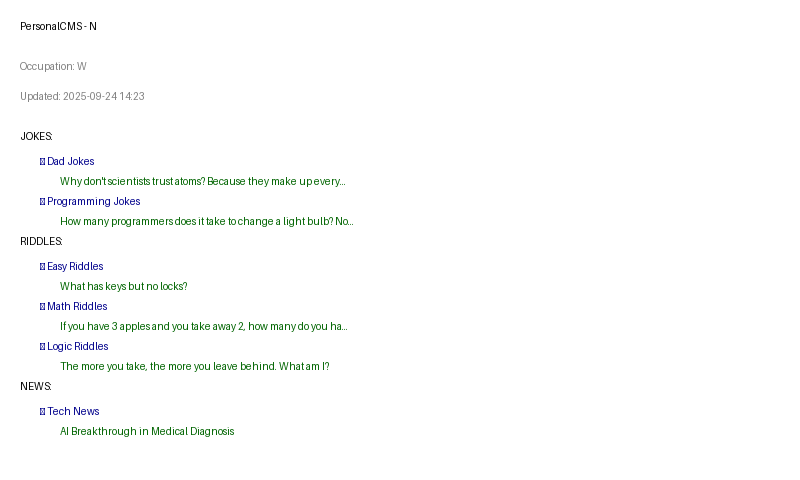 PersonalCMS - N
Occupation: W
Updated: 2025-09-24 14:23
JOKES:
Dad Jokes
Why don't scientists trust atoms? Because they make up every...
Programming Jokes
How many programmers does it take to change a light bulb? No...
RIDDLES:
Easy Riddles
What has keys but no locks?
Math Riddles
If you have 3 apples and you take away 2, how many do you ha...
Logic Riddles
The more you take, the more you leave behind. What am I?
NEWS:
Tech News
AI Breakthrough in Medical Diagnosis